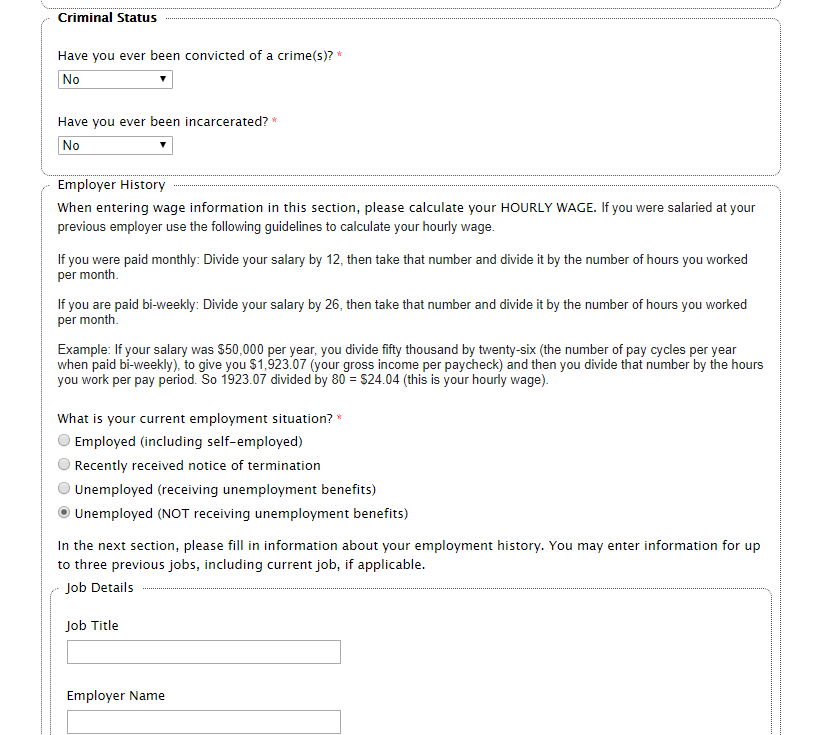 Criminal Status
Have you ever been convicted of a crime(s)? *
No
Have you ever been incarcerated? *
No
Employer History
When entering wage information in this section, please calculate your HOURLY WAGE. If you were salaried at your
previous employer use the following guidelines to calculate your hourly wage.
If you were paid monthly: Divide your salary by 12, then take that number and divide it by the number of hours you worked
per month.
If you are paid bi-weekly: Divide your salary by 26, then take that number and divide it by the number of hours you worked
per month.
Example: If your salary was $50,000 per year, you divide fifty thousand by twenty-six (the number of pay cycles per year
when paid bi-weekly), to give you $1,923.07 (your gross income per paycheck) and then you divide that number by the hours
you work per pay period. So 1923.07 divided by 80 = $24.04 (this is your hourly wage).
What is your current employment situation? *
Employed (including self-employed)
Recently received notice of termination
Unemployed (receiving unemployment benefits)
Unemployed (NOT receiving unemployment benefits)
In the next section, please fill in information about your employment history. You may enter information for up
to three previous jobs, including current job, if applicable.
Job Details
Job Title
Employer Name